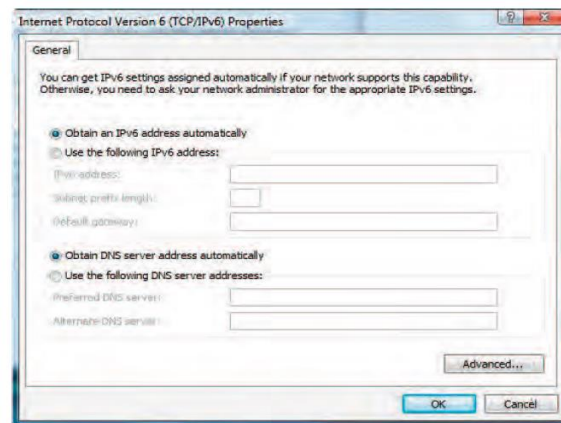 Internet Protocol Version 6 (TCP/IPv6) Properties
General
You can get IPv6 settings assigned automatically if your network supports this capability.
Otherwise, you need to ask your network administrator for the appropriate IPv6 settings.
Obtain an IPv6 address automatically
Use the following IPv6 address:
IPv6 address:
Subnet prefix length:
Default gateway:
Obtain DNS server address automatically
Use the following DNS server addresses:
Preferred DNS server:
Alternate DNS server:
Advanced...
OK
Cancel